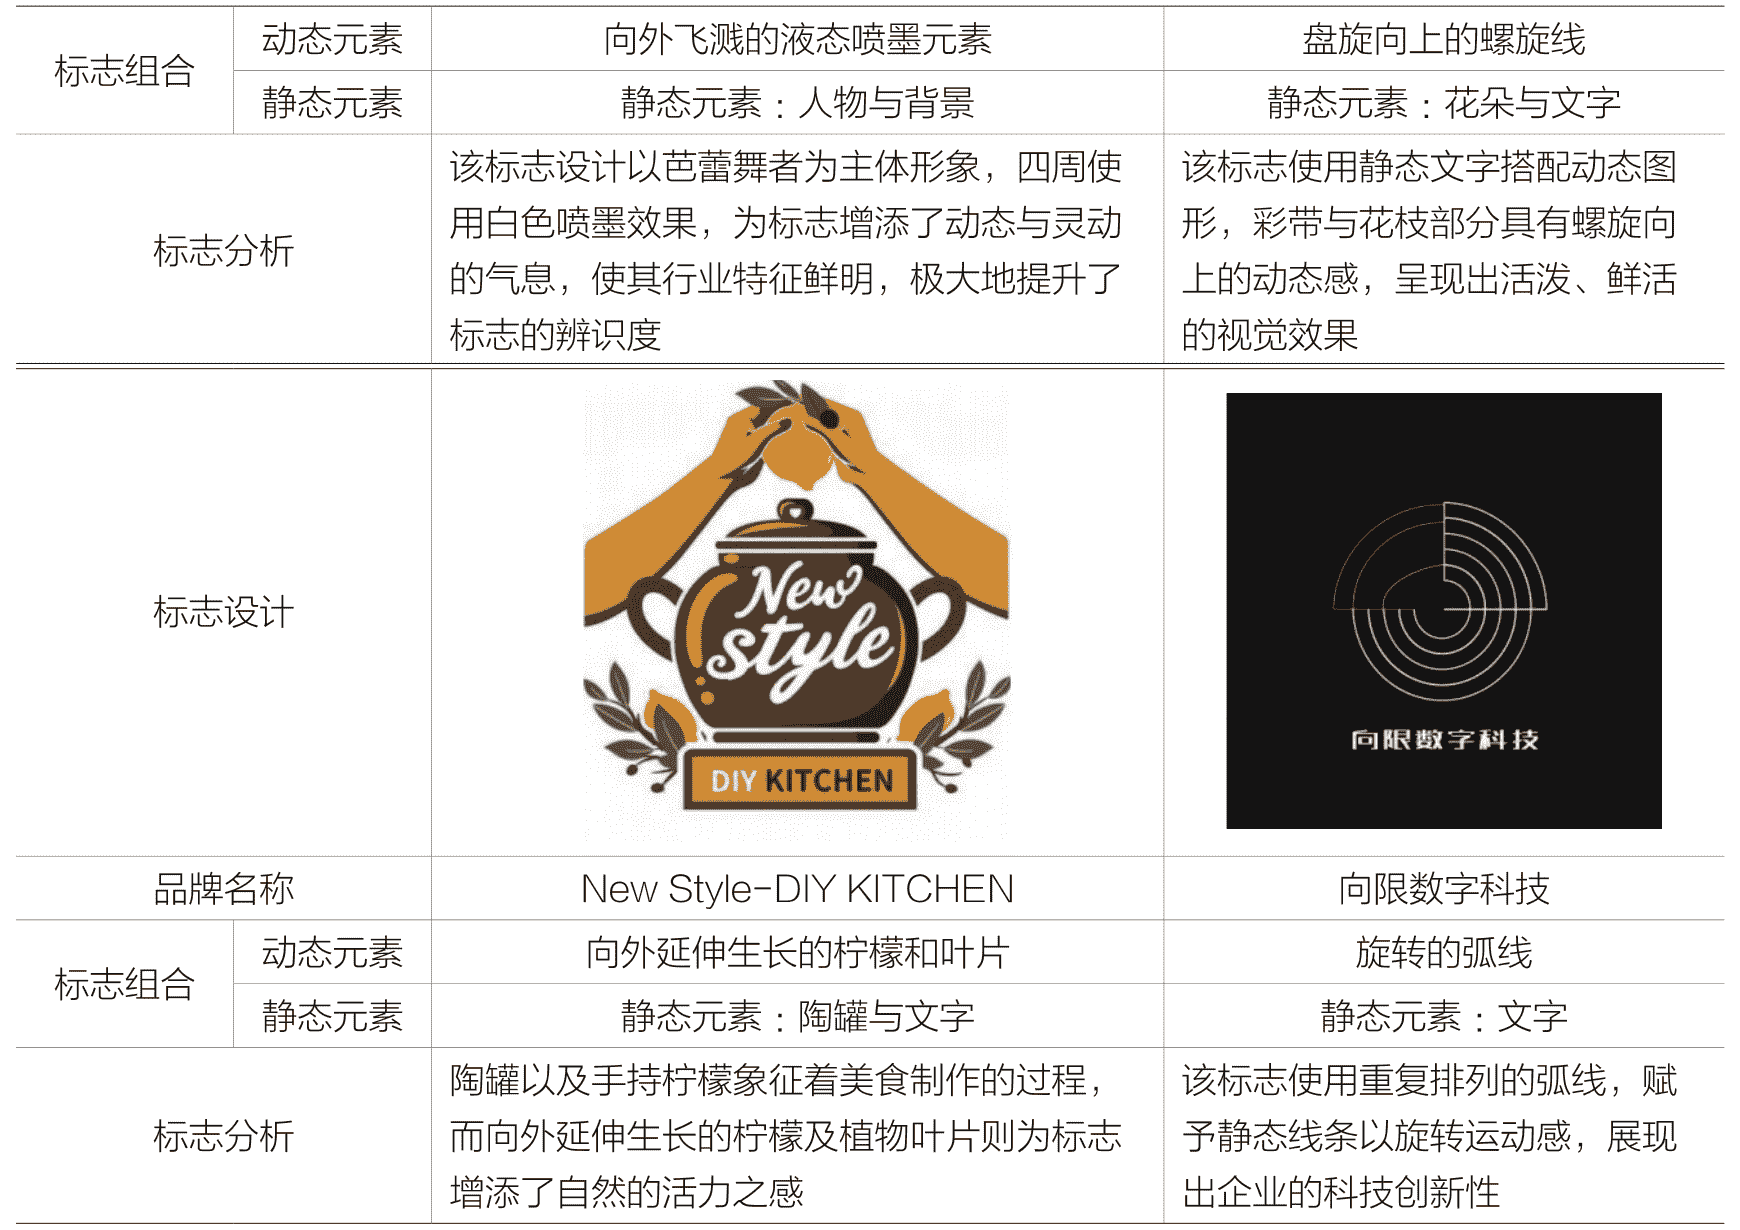 标志组合
动态元素
向外飞溅的液态喷墨元素
盘旋向上的螺旋线
静态元素
静态元素：人物与背景
静态元素：花朵与文字
标志分析
该标志设计以芭蕾舞者为主体形象，四周使
用白色喷墨效果，为标志增添了动态与灵动
的气息，使其行业特征鲜明，极大地提升了
标志的辨识度
该标志使用静态文字搭配动态图
形，彩带与花枝部分具有螺旋向
上的动态感，呈现出活泼、鲜活
的视觉效果
标志设计
New
style
DIY KITCHEN
向限数字科技
品牌名称
New Style-DIY KITCHEN
向限数字科技
标志组合
动态元素
向外延伸生长的柠檬和叶片
旋转的弧线
静态元素
静态元素：陶罐与文字
静态元素：文字
标志分析
陶罐以及手持柠檬象征着美食制作的过程，
而向外延伸生长的柠檬及植物叶片则为标志
增添了自然的活力之感
该标志使用重复排列的弧线，赋
予静态线条以旋转运动感，展现
出企业的科技创新性